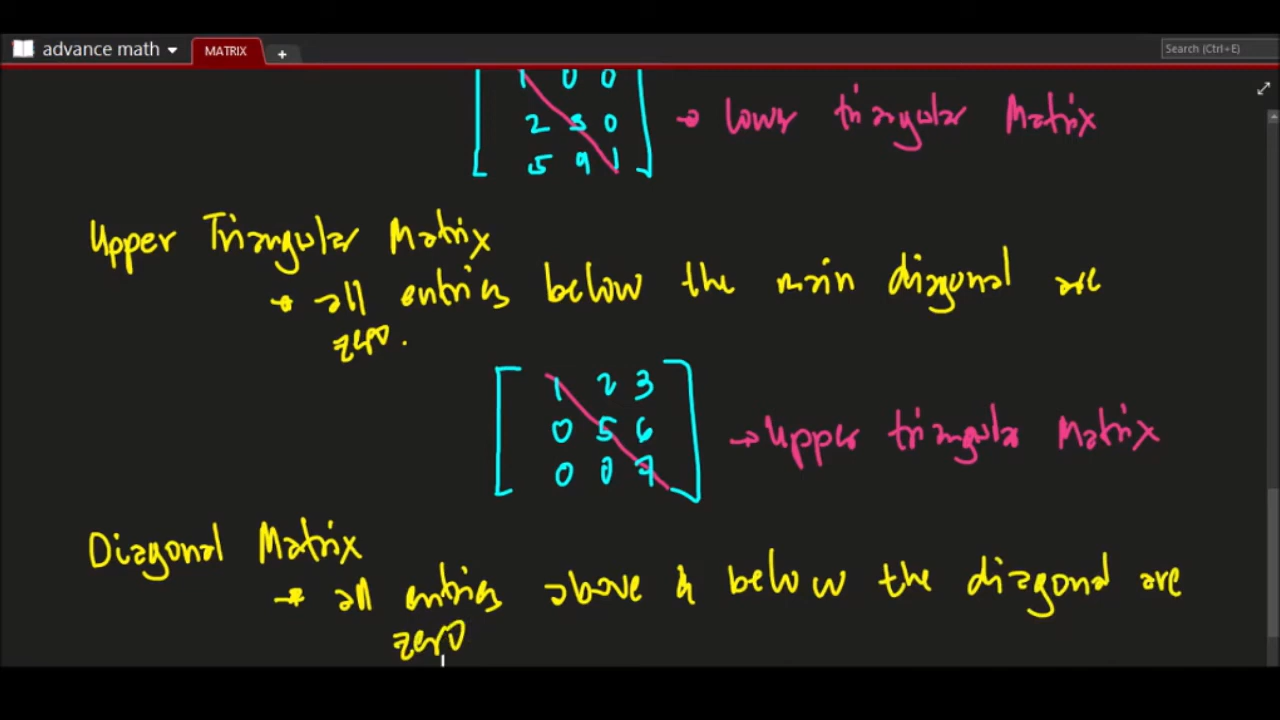 advance math
MATRIX
+
Search (Ctrl+E)
1 0 0
2 3 0 → lower triangular Matrix
5 9 1
Upper Triangular Matrix
* all entries below the main diagonal are
zero.
1 2 3
0 5 6 → Upper triangular Matrix
0 0 7
Diagonal Matrix
* all entries above & below the diagonal are
zero